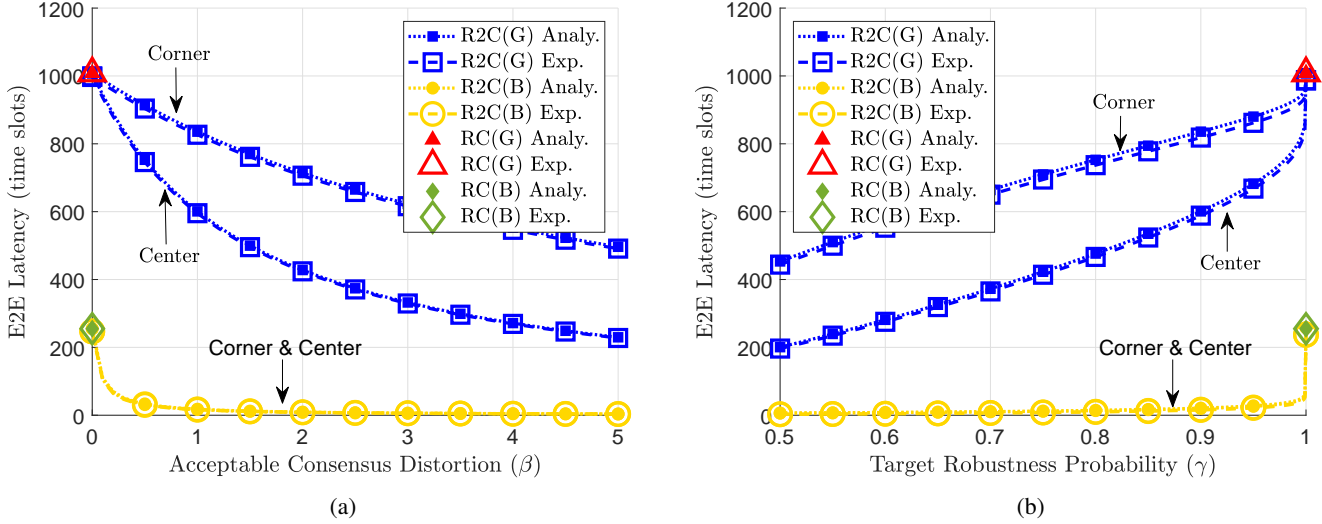 1200
1000
800
600
400
200
0
E2E Latency (time slots)
0
1
2
3
4
5
Acceptable Consensus Distortion (β)
R2C(G) Analy.
R2C(G) Exp.
R2C(B) Analy.
R2C(B) Exp.
RC(G) Analy.
RC(G) Exp.
RC(B) Analy.
RC(B) Exp.
Corner
Center
Corner & Center
(a)
1200
1000
800
600
400
200
0
E2E Latency (time slots)
0.5
0.6
0.7
0.8
0.9
1
Target Robustness Probability (γ)
R2C(G) Analy.
R2C(G) Exp.
R2C(B) Analy.
R2C(B) Exp.
RC(G) Analy.
RC(G) Exp.
RC(B) Analy.
RC(B) Exp.
Corner
Center
Corner & Center
(b)